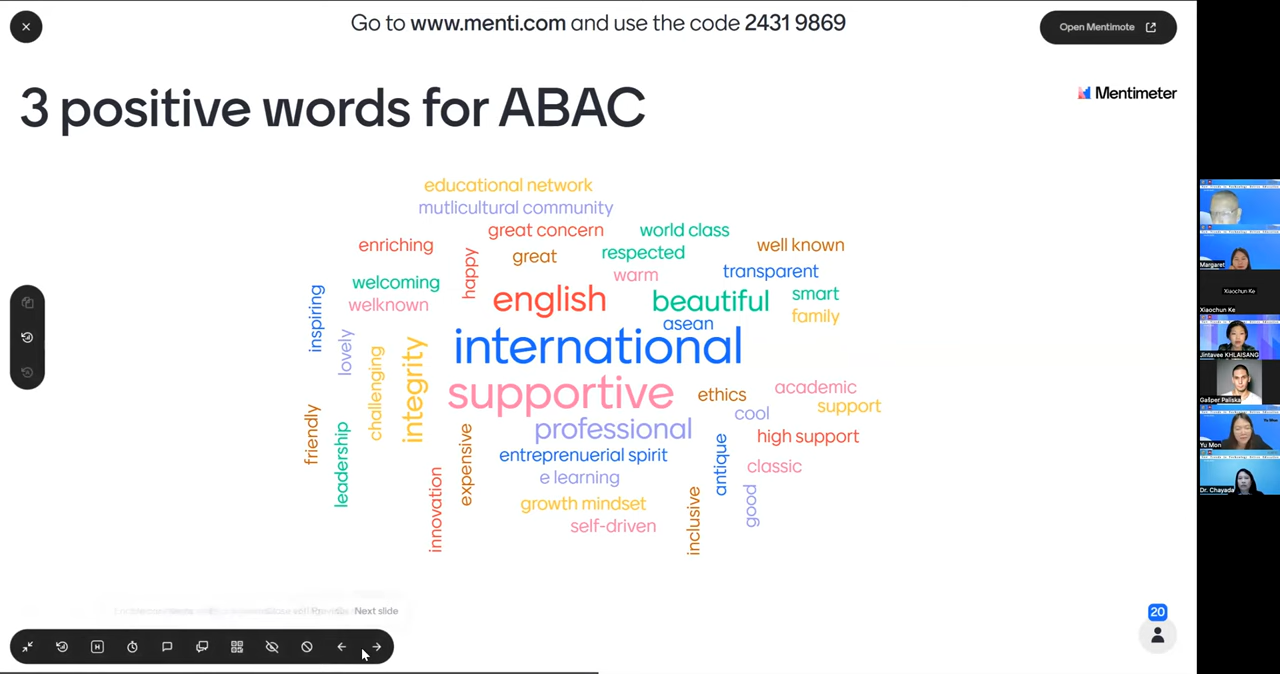 Go to www.menti.com and use the code 2431 9869
Open Mentimote
3 positive words for ABAC
Mentimeter
educational network
mutlicultural community
great concern
world class
enriching
happy
great
respected
well known
warm
transparent
welcoming
inspiring
welknown
english
beautiful
smart
family
asean
lovely
international
challenging
integrity
supportive
ethics
academic
support
cool
friendly
leadership
professional
high support
expensive
entreprenuerial spirit
antique
classic
e learning
innovation
growth mindset
inclusive
good
self-driven
Next slide
20
Margaret
Xiaochun Ke
Xiaochun Ke
Jintavee KHLAISANG
Gašper Pališka
Yu Mon
Dr. Chayada